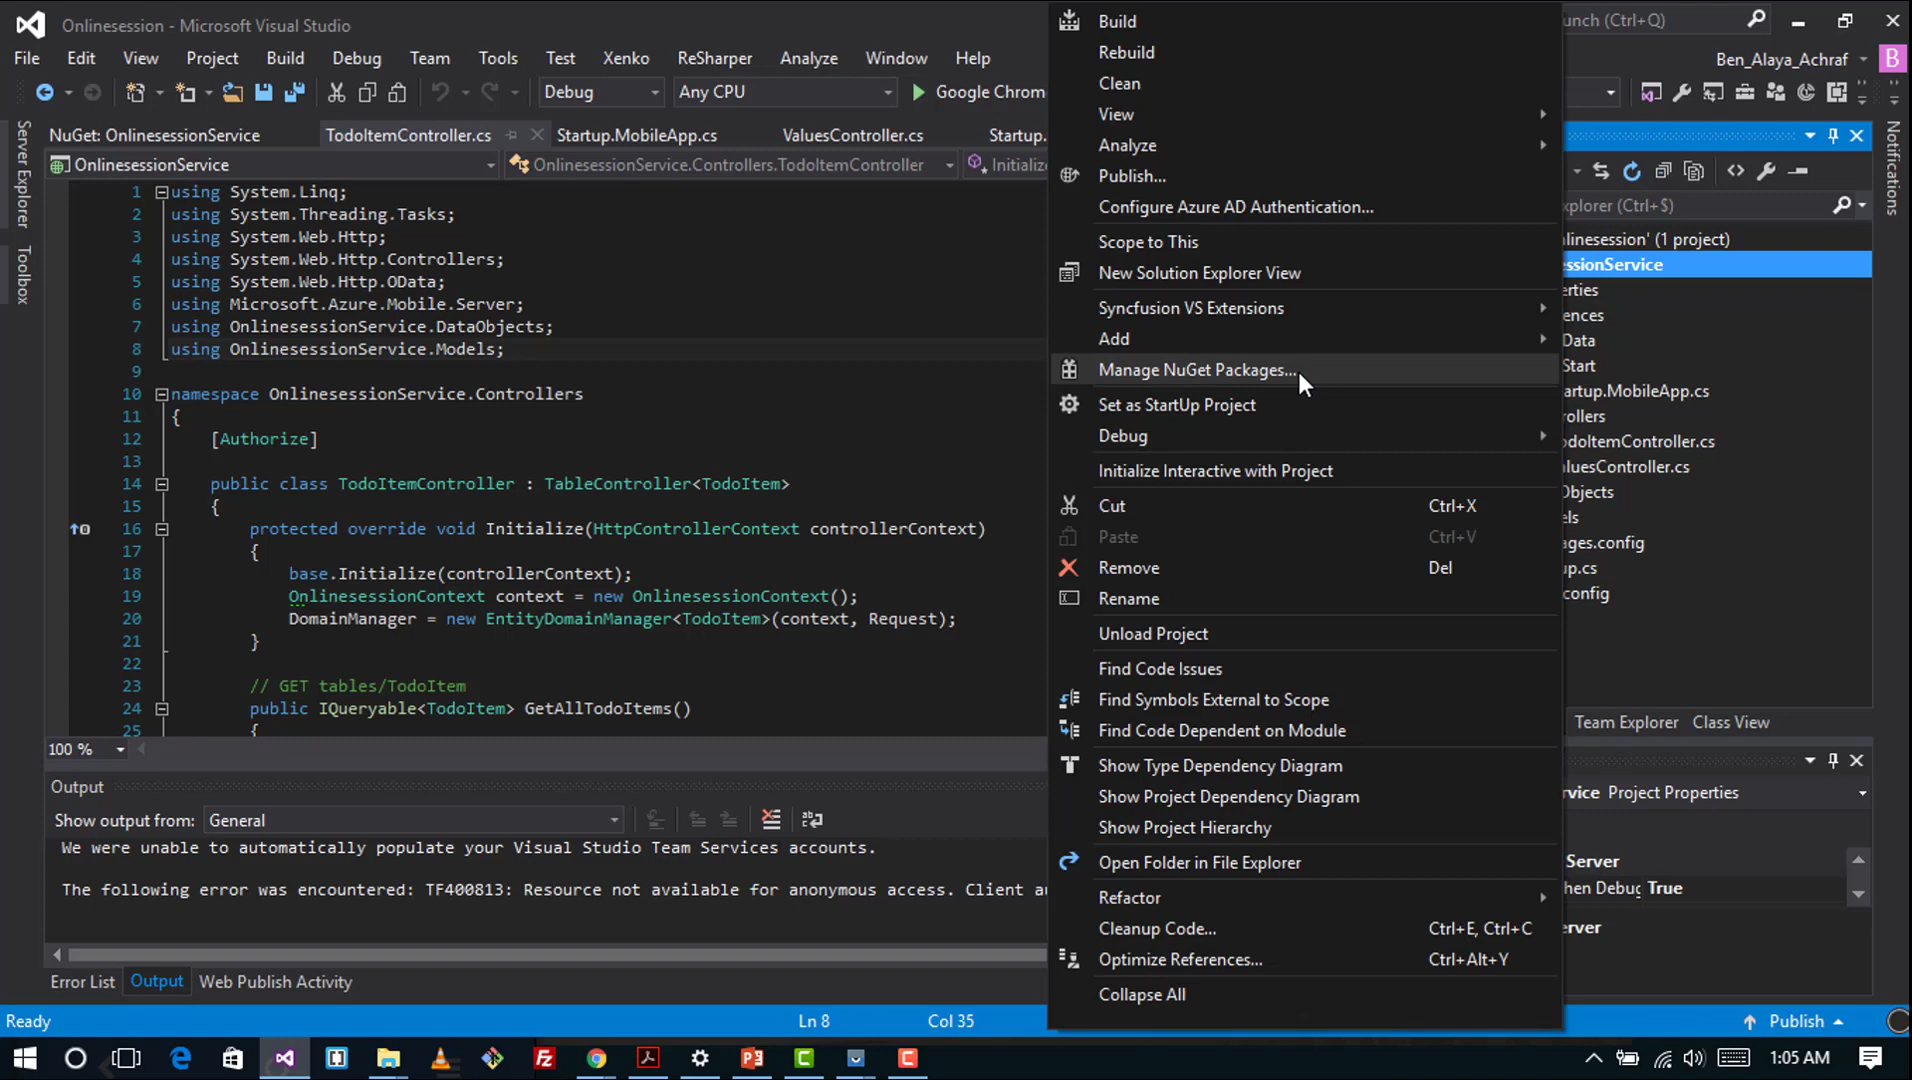 Onlinesession - Microsoft Visual Studio
unch (Ctrl+Q)
File Edit View Project Build Debug Team Tools Test Xenko ReSharper Analyze Window Help
Ben_Alaya_Achraf B
Debug Any CPU Google Chrom
NuGet: OnlinesessionService TodoItemController.cs Startup.MobileApp.cs ValuesController.cs Startup.
OnlinesessionService OnlinesessionService.Controllers.TodoItemController Initialize
Server Explorer
Toolbox
1 using System.Linq;
2 using System.Threading.Tasks;
3 using System.Web.Http;
4 using System.Web.Http.Controllers;
5 using System.Web.Http.OData;
6 using Microsoft.Azure.Mobile.Server;
7 using OnlinesessionService.DataObjects;
8 using OnlinesessionService.Models;
9
10 namespace OnlinesessionService.Controllers
11 {
12 [Authorize]
13
14 public class TodoItemController : TableController<TodoItem>
15 {
16 protected override void Initialize(HttpControllerContext controllerContext)
17 {
18 base.Initialize(controllerContext);
19 OnlinesessionContext context = new OnlinesessionContext();
20 DomainManager = new EntityDomainManager<TodoItem>(context, Request);
21 }
22
23 // GET tables/TodoItem
24 public IQueryable<TodoItem> GetAllTodoItems()
25 {
100 %
Output
Show output from: General
We were unable to automatically populate your Visual Studio Team Services accounts.
The following error was encountered: TF400813: Resource not available for anonymous access. Client au
Error List Output Web Publish Activity
Build
Rebuild
Clean
View
Analyze
Publish...
Configure Azure AD Authentication...
Scope to This
New Solution Explorer View
Syncfusion VS Extensions
Add
Manage NuGet Packages...
Set as StartUp Project
Debug
Initialize Interactive with Project
Cut Ctrl+X
Paste Ctrl+V
Remove Del
Rename
Unload Project
Find Code Issues
Find Symbols External to Scope
Find Code Dependent on Module
Show Type Dependency Diagram
Show Project Dependency Diagram
Show Project Hierarchy
Open Folder in File Explorer
Refactor
Cleanup Code... Ctrl+E, Ctrl+C
Optimize References... Ctrl+Alt+Y
Collapse All
Notifications
xplorer (Ctrl+$)
linesession' (1 project)
ssionService
erties
ences
Data
Start
artup.MobileApp.cs
ollers
odoItemController.cs
aluesController.cs
Objects
els
ages.config
up.cs
config
Team Explorer Class View
rvice Project Properties
Server
hen Debug True
erver
Ready Ln 8 Col 35 Publish
1:05 AM